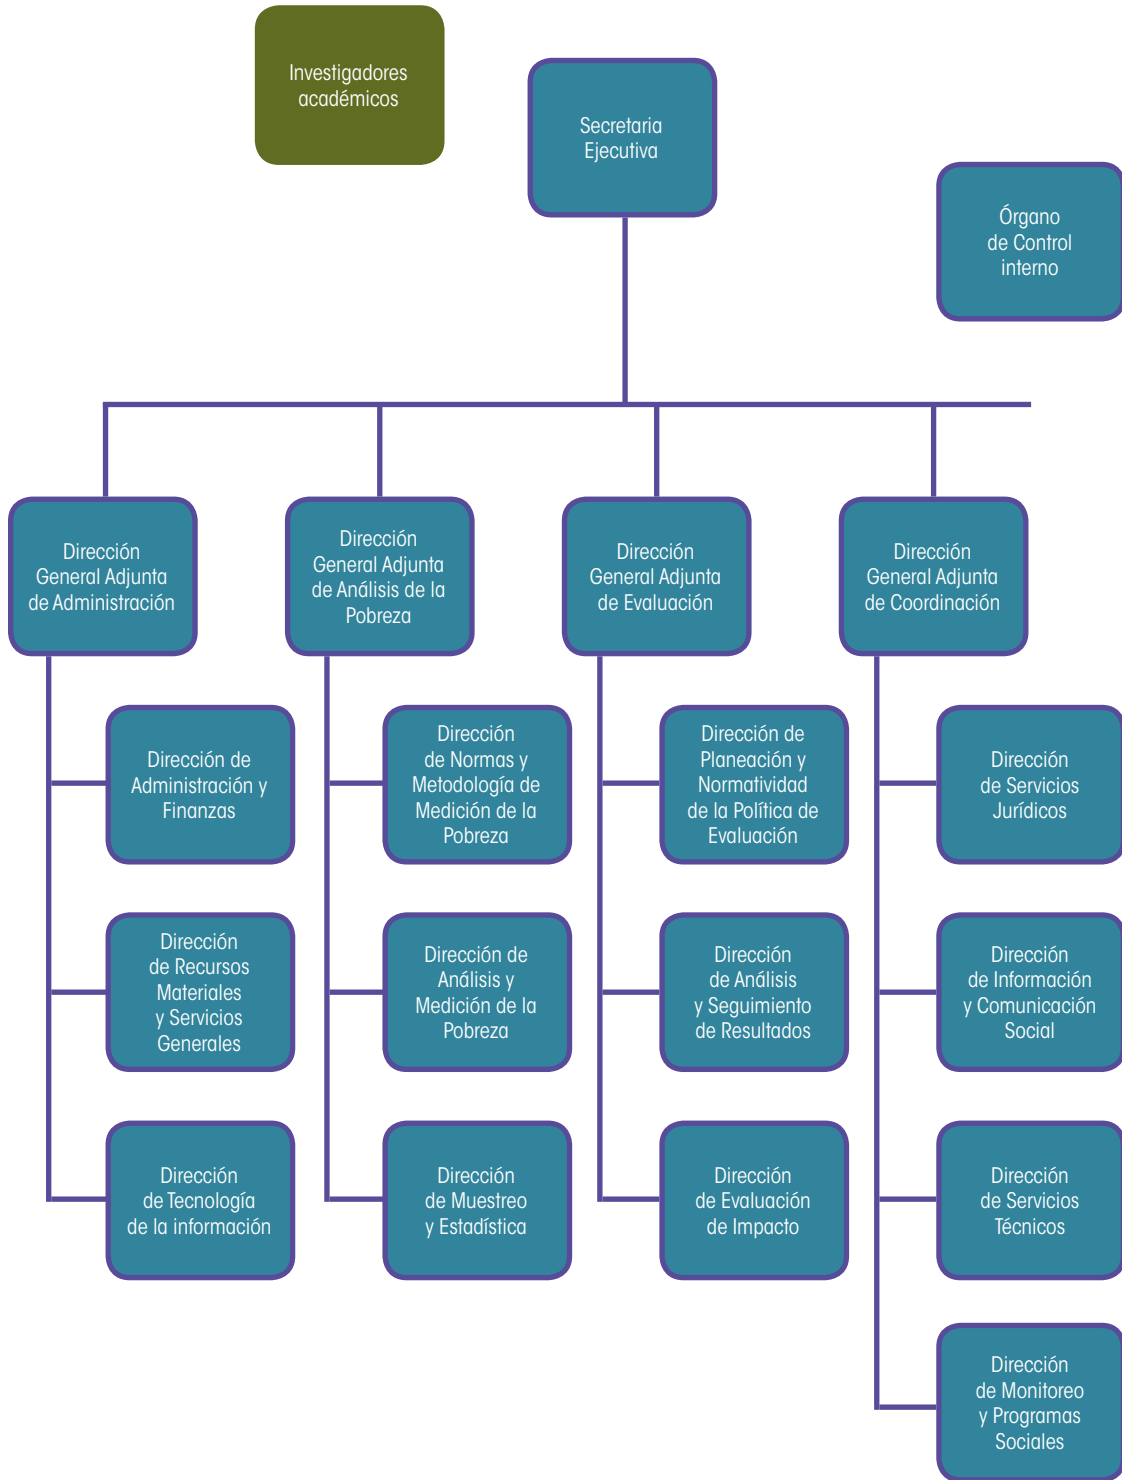 Investigadores
académicos
Secretaria
Ejecutiva
Órgano
de Control
interno
Dirección
General Adjunta
de Administración
Dirección
General Adjunta
de Análisis de la
Pobreza
Dirección
General Adjunta
de Evaluación
Dirección
General Adjunta
de Coordinación
Dirección de
Administración y
Finanzas
Dirección
de Normas y
Metodología de
Medición de la
Pobreza
Dirección de
Planeación y
Normatividad
de la Política de
Evaluación
Dirección
de Servicios
Jurídicos
Dirección
de Recursos
Materiales
y Servicios
Generales
Dirección de
Análisis y
Medición de la
Pobreza
Dirección
de Análisis
y Seguimiento
de Resultados
Dirección
de Información
y Comunicación
Social
Dirección
de Tecnología
de la información
Dirección
de Muestreo
y Estadística
Dirección
de Evaluación
de Impacto
Dirección
de Servicios
Técnicos
Dirección
de Monitoreo
y Programas
Sociales